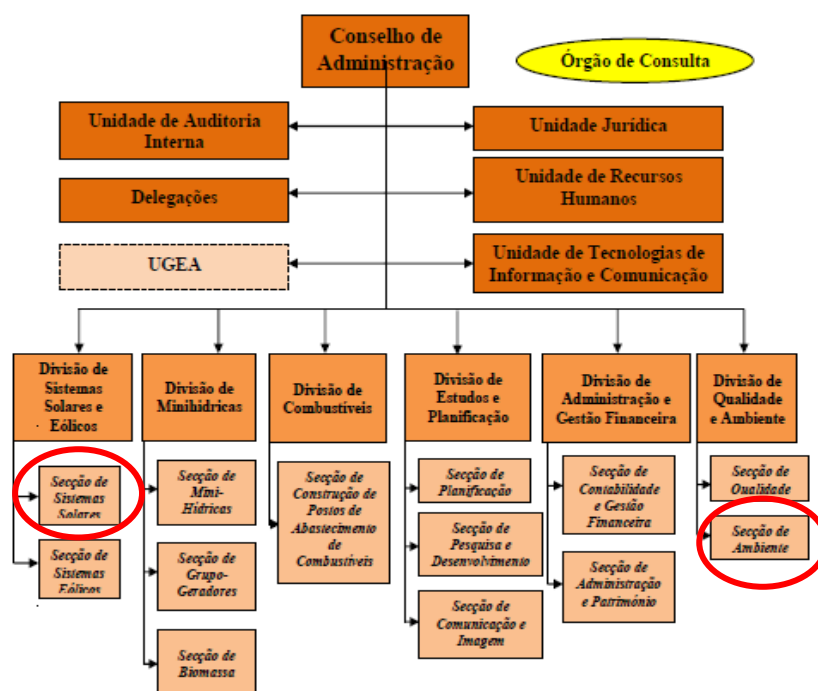 Conselho de
Administração
Órgão de Consulta
Unidade de Auditoria
Interna
Unidade Jurídica
Delegações
Unidade de Recursos
Humanos
UGEA
Unidade de Tecnologias de
Informação e Comunicação
Divisão de
Sistemas
Solares e
Eólicos
Divisão de
Minihídricas
Divisão de
Combustíveis
Divisão de
Estudos e
Planificação
Divisão de
Administração e
Gestão Financeira
Divisão de
Qualidade
e Ambiente
Secção de
Sistemas
Solares
Secção de
Sistemas
Eólicos
Secção de
Mini-
Hídricas
Secção de
Grupo-
Geradores
Secção de
Biomassa
Secção de
Construção de
Postos de
Abastecimento
de
Combustíveis
Secção de
Planificação
Secção de
Pesquisa e
Desenvolvimento
Secção de
Comunicação e
Imagem
Secção de
Contabilidade
e Gestão
Financeira
Secção de
Administração
e Património
Secção de
Qualidade
Secção de
Ambiente